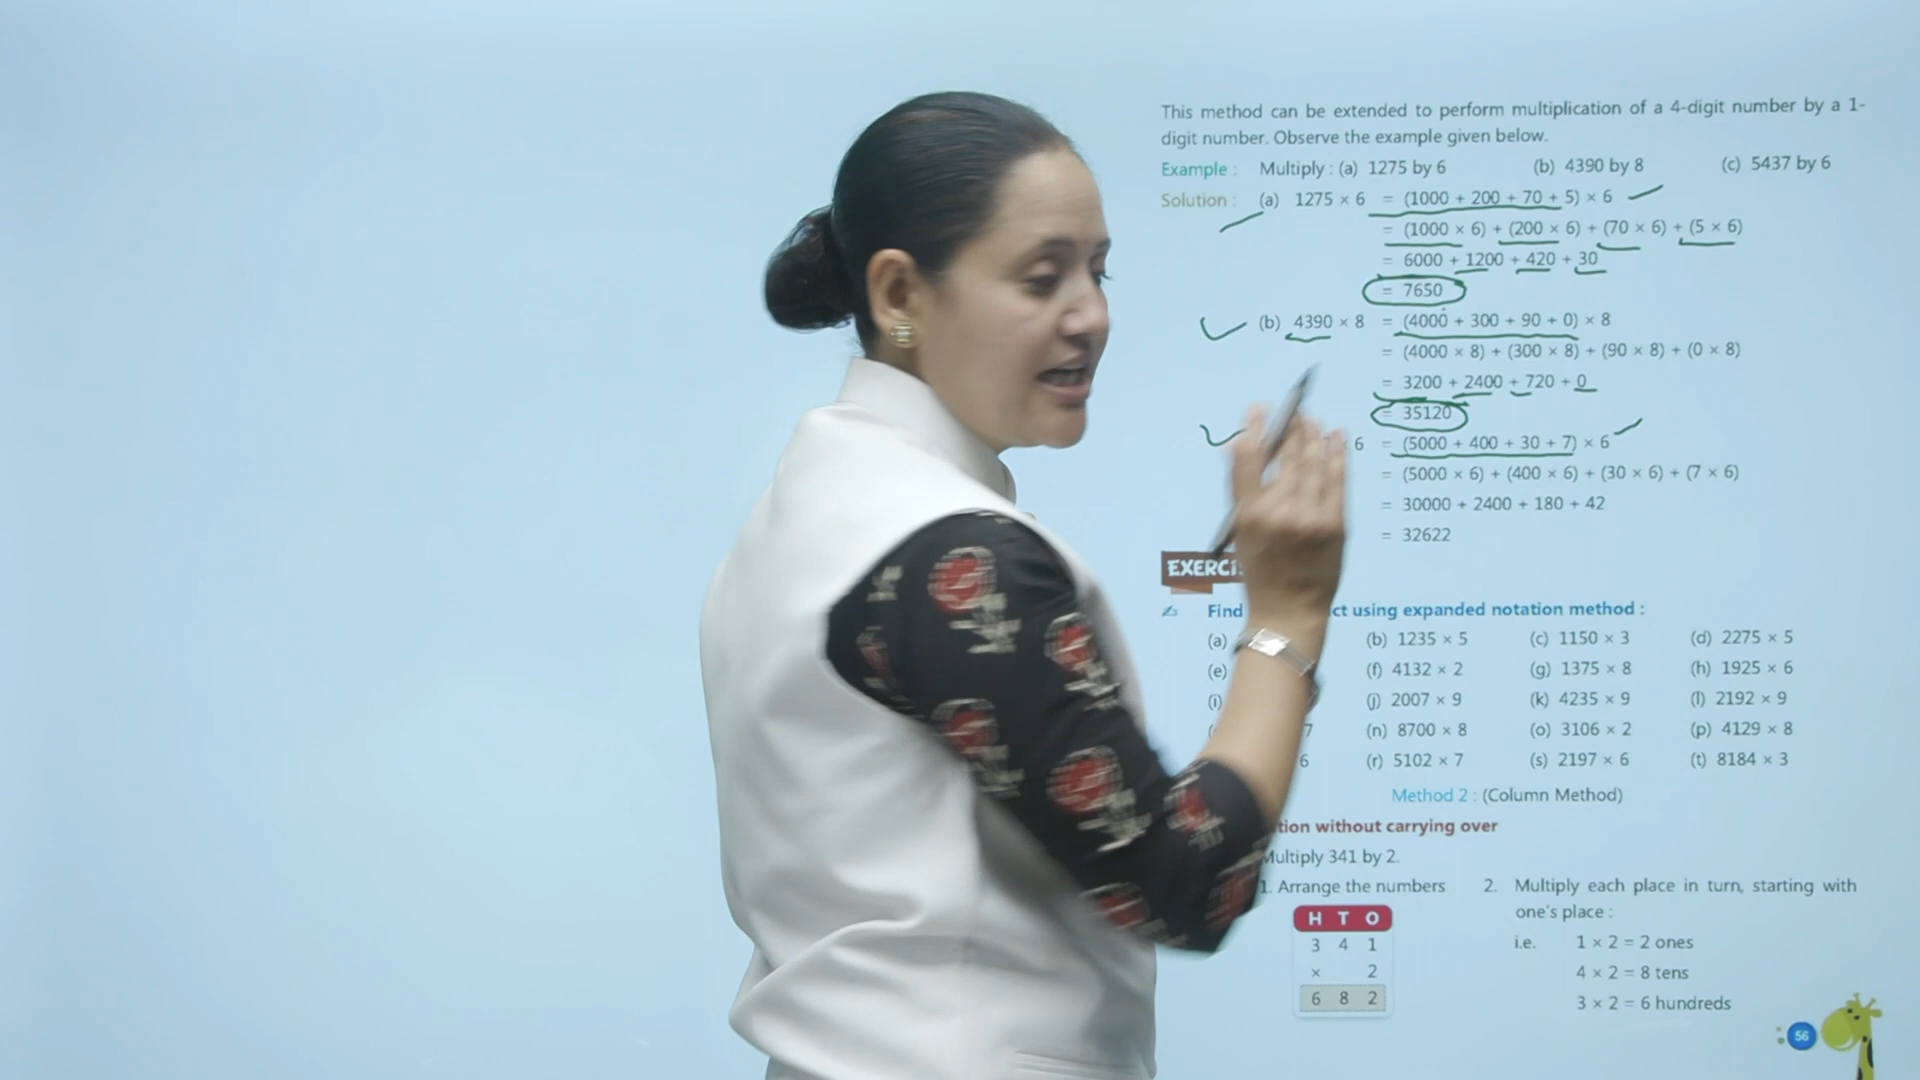 This method can be extended to perform multiplication of a 4-digit number by a 1-
digit number. Observe the example given below.
Example : Multiply : (a) 1275 by 6 (b) 4390 by 8 (c) 5437 by 6
Solution : (a) 1275 × 6 = (1000 + 200 + 70 + 5) × 6
= (1000 × 6) + (200 × 6) + (70 × 6) + (5 × 6)
= 6000 + 1200 + 420 + 30
= 7650
(b) 4390 × 8 = (4000 + 300 + 90 + 0) × 8
= (4000 × 8) + (300 × 8) + (90 × 8) + (0 × 8)
= 3200 + 2400 + 720 + 0
= 35120
6 = (5000 + 400 + 30 + 7) × 6
= (5000 × 6) + (400 × 6) + (30 × 6) + (7 × 6)
= 30000 + 2400 + 180 + 42
= 32622
Find ct using expanded notation method :
(a) (b) 1235 × 5 (c) 1150 × 3 (d) 2275 × 5
(e) (f) 4132 × 2 (g) 1375 × 8 (h) 1925 × 6
(i) (j) 2007 × 9 (k) 4235 × 9 (l) 2192 × 9
7 (n) 8700 × 8 (o) 3106 × 2 (p) 4129 × 8
6 (r) 5102 × 7 (s) 2197 × 6 (t) 8184 × 3
Method 2 : (Column Method)
tion without carrying over
Multiply 341 by 2.
1. Arrange the numbers 2. Multiply each place in turn, starting with
one's place :
H T O
3 4 1
× 2
6 8 2
i.e. 1 × 2 = 2 ones
4 × 2 = 8 tens
3 × 2 = 6 hundreds
56